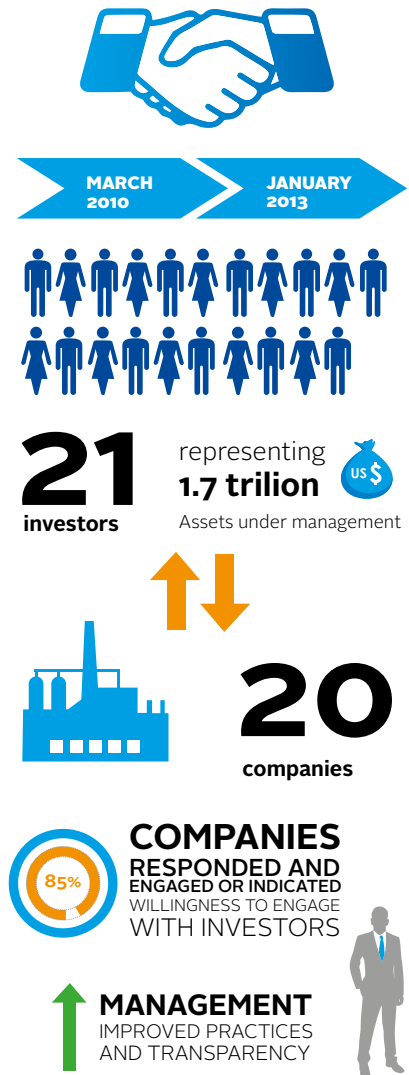 MARCH
2010
JANUARY
2013
21
investors
representing
1.7 trilion
US $
Assets under management
20
companies
85%
COMPANIES
RESPONDED AND
ENGAGED OR INDICATED
WILLINGNESS TO ENGAGE
WITH INVESTORS
MANAGEMENT
IMPROVED PRACTICES
AND TRANSPARENCY